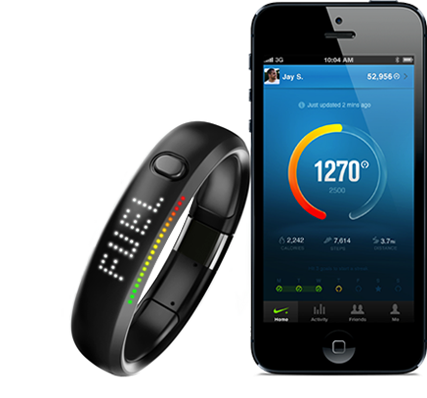 FUEL
3G
10:04 AM
Jay S.
52,956
Just updated 2 mins ago
1270
2500
2,242
7,614
3.7mi
CALORIES
STEPS
DISTANCE
Home
Activity
Friends
Me